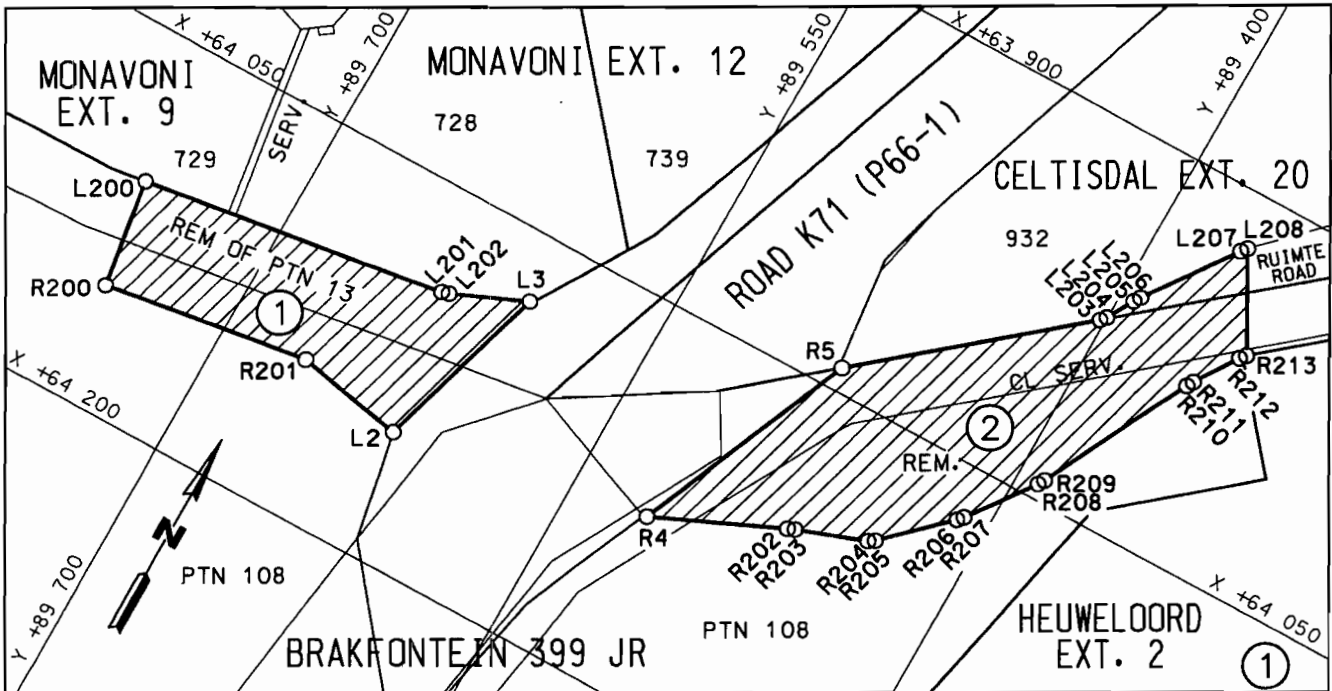 X +64 050
Y +89 700
MONAVONI
EXT. 9
729
SERV.
MONAVONI EXT. 12
728
739
Y +89 550
X +63 900
Y +89 400
ROAD K71 (P66-1)
CELTISDAL EXT. 20
932
L200
R200
REM OF PTN 13
1
L201
L202
L3
R201
L2
X +64 200
N
PTN 108
Y +89 700
BRAKFONTEIN 399 JR
R5
L203
L204
L205
L206
L207
L208
RUIMTE
ROAD
CL SERV.
2
REM.
R213
R212
R211
R210
R209
R208
R4
R202
R203
R204
R205
R206
R207
PTN 108
HEUWELOORD
EXT. 2
X +64 050
1